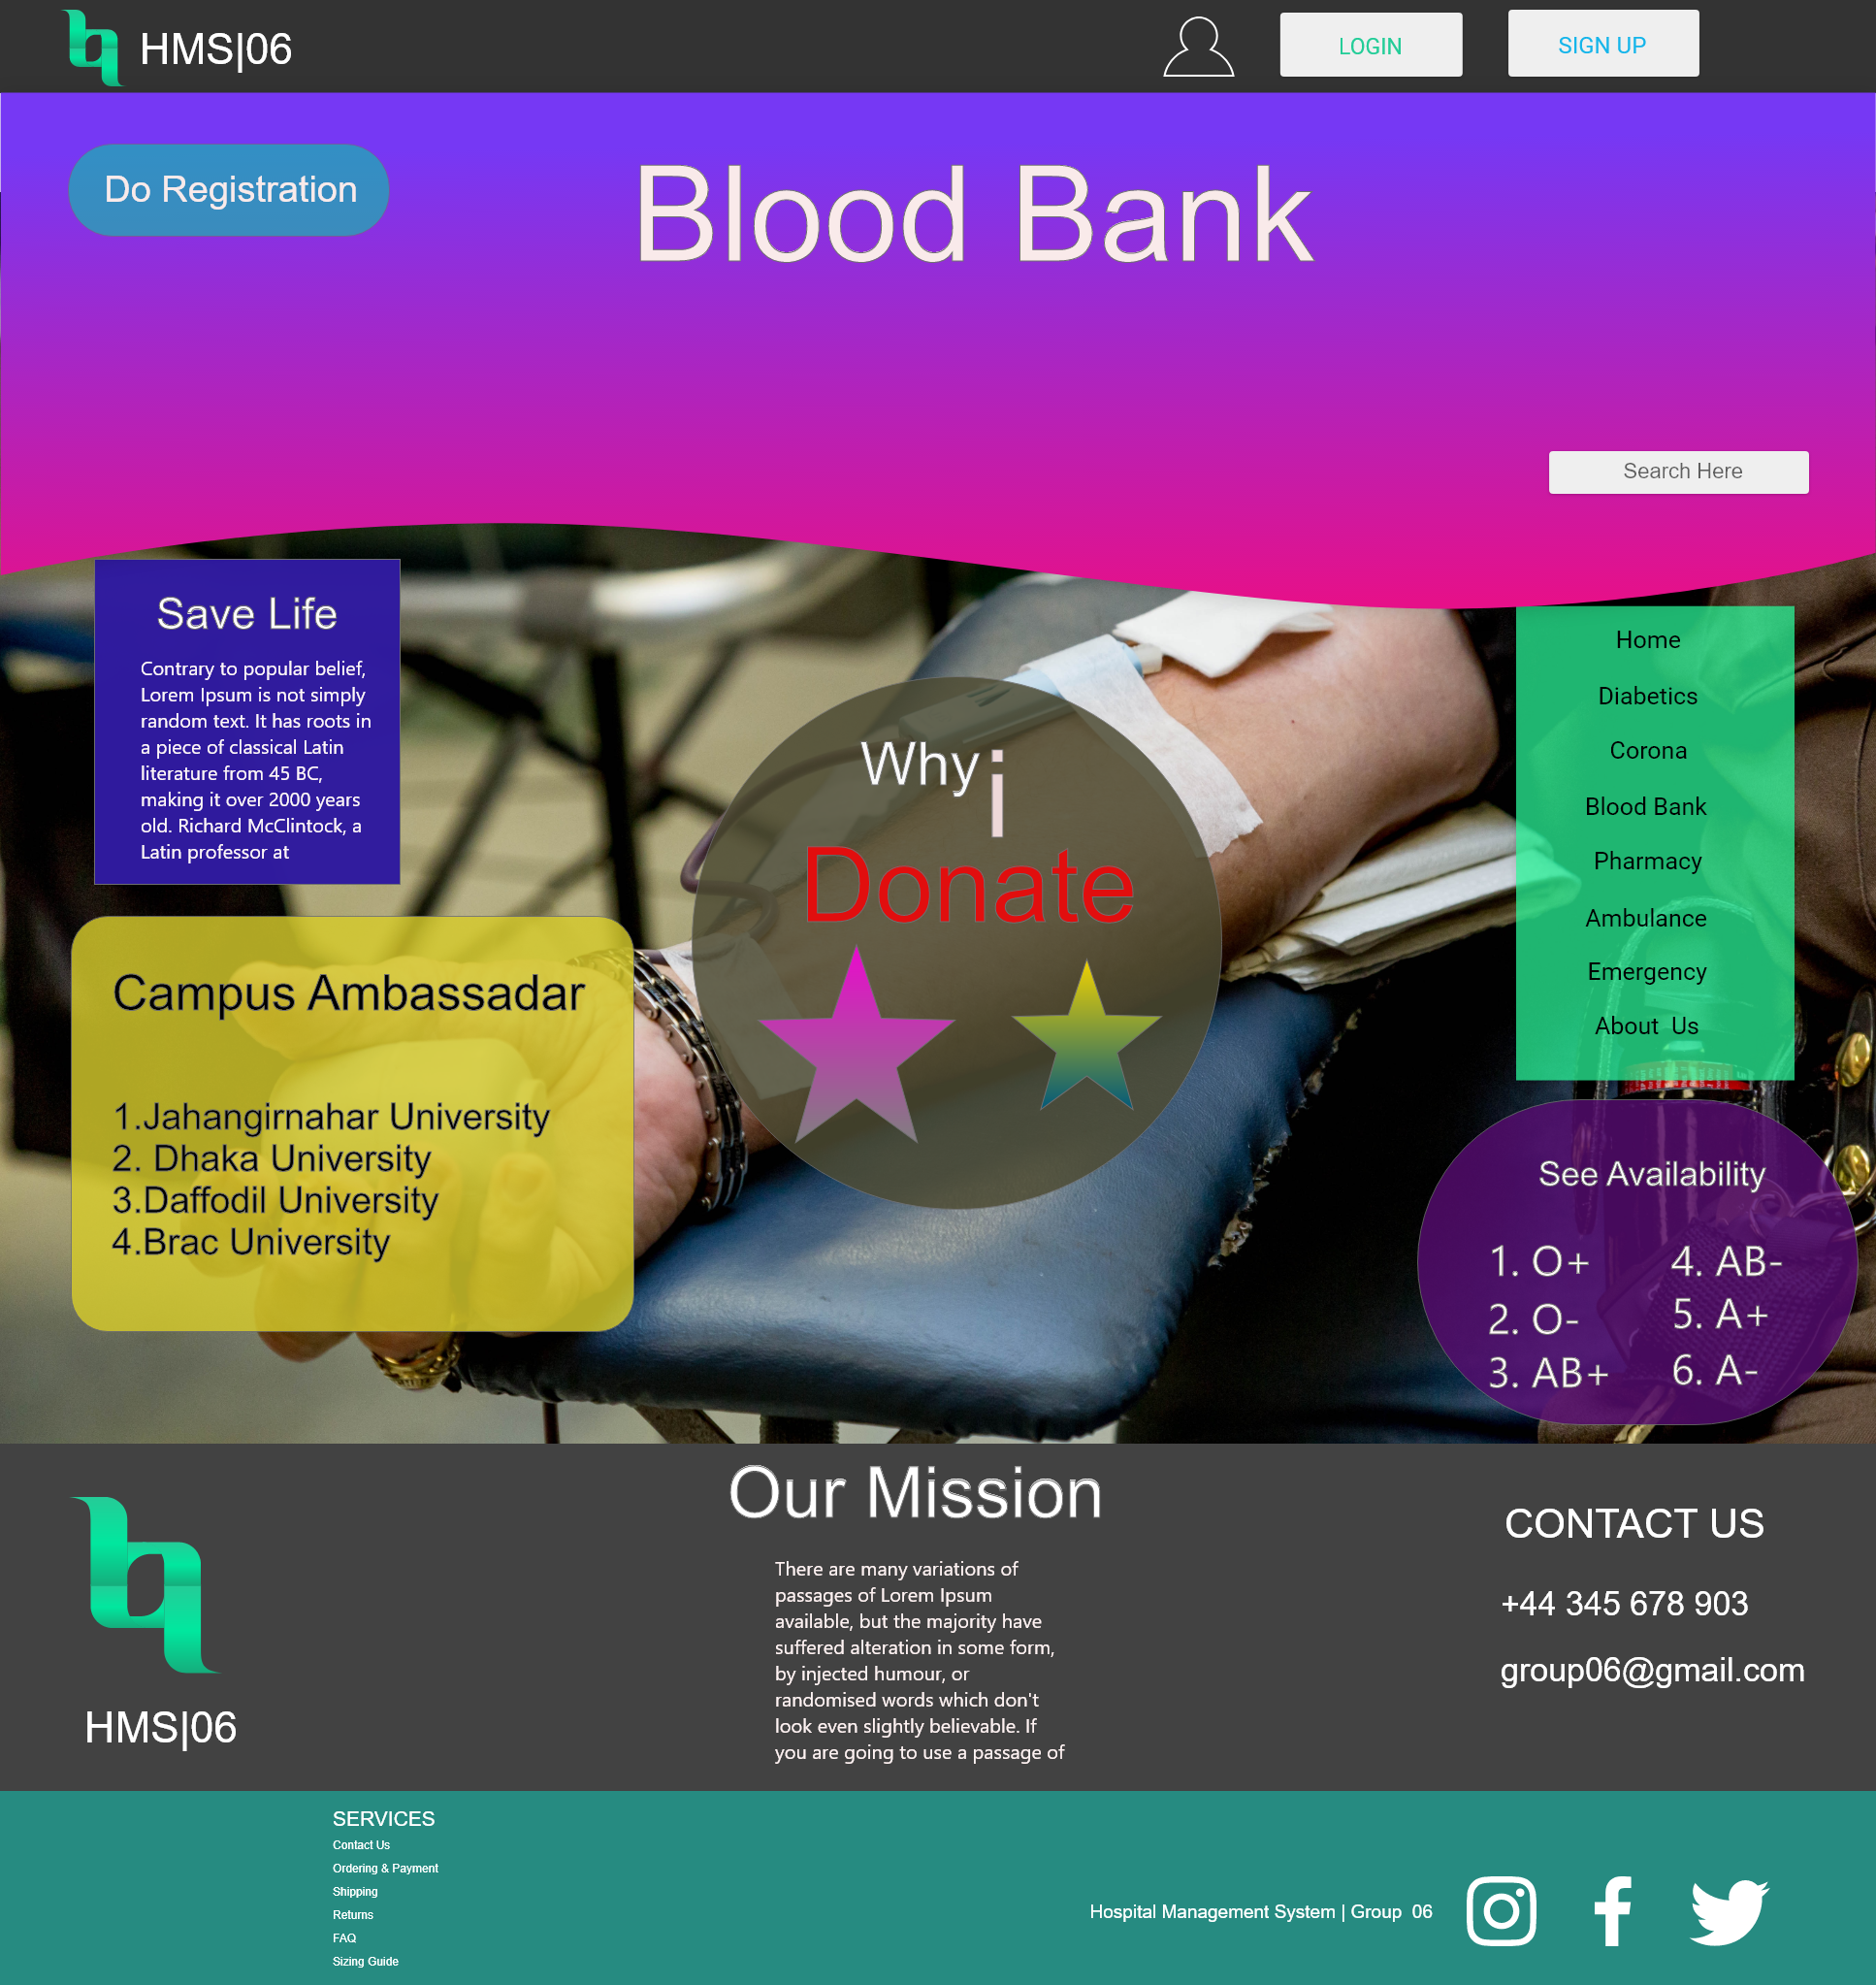 HMS|06
LOGIN
SIGN UP
Do Registration
Blood Bank
Search Here
Save Life
Contrary to popular belief,
Lorem Ipsum is not simply
random text. It has roots in
a piece of classical Latin
literature from 45 BC,
making it over 2000 years
old. Richard McClintock, a
Latin professor at
Why i
Donate
Home
Diabetics
Corona
Blood Bank
Pharmacy
Ambulance
Emergency
About Us
Campus Ambassadar
1.Jahangirnahar University
2. Dhaka University
3.Daffodil University
4.Brac University
See Availability
1. O+
2. O-
3. AB+
4. AB-
5. A+
6. A-
HMS|06
Our Mission
There are many variations of
passages of Lorem Ipsum
available, but the majority have
suffered alteration in some form,
by injected humour, or
randomised words which don't
look even slightly believable. If
you are going to use a passage of
CONTACT US
+44 345 678 903
group06@gmail.com
SERVICES
Contact Us
Ordering & Payment
Shipping
Returns
FAQ
Sizing Guide
Hospital Management System | Group 06